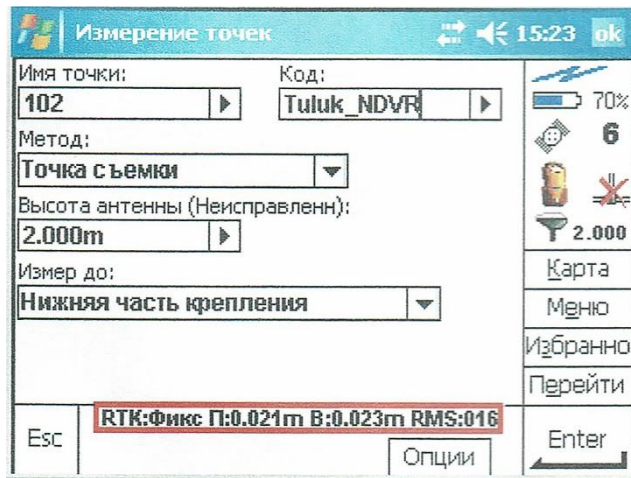 Измерение точек 15:23 ok
Имя точки: Код:
102 Tuluk_NDVR 70%
Метод: 6
Точка съемки
Высота антенны (Неисправленн):
2.000m 2.000
Измер до: Карта
Нижняя часть крепления Меню
Избранно
Перейти
RTK:Фикс П:0.021m В:0.023m RMS:016
Esc Опции Enter